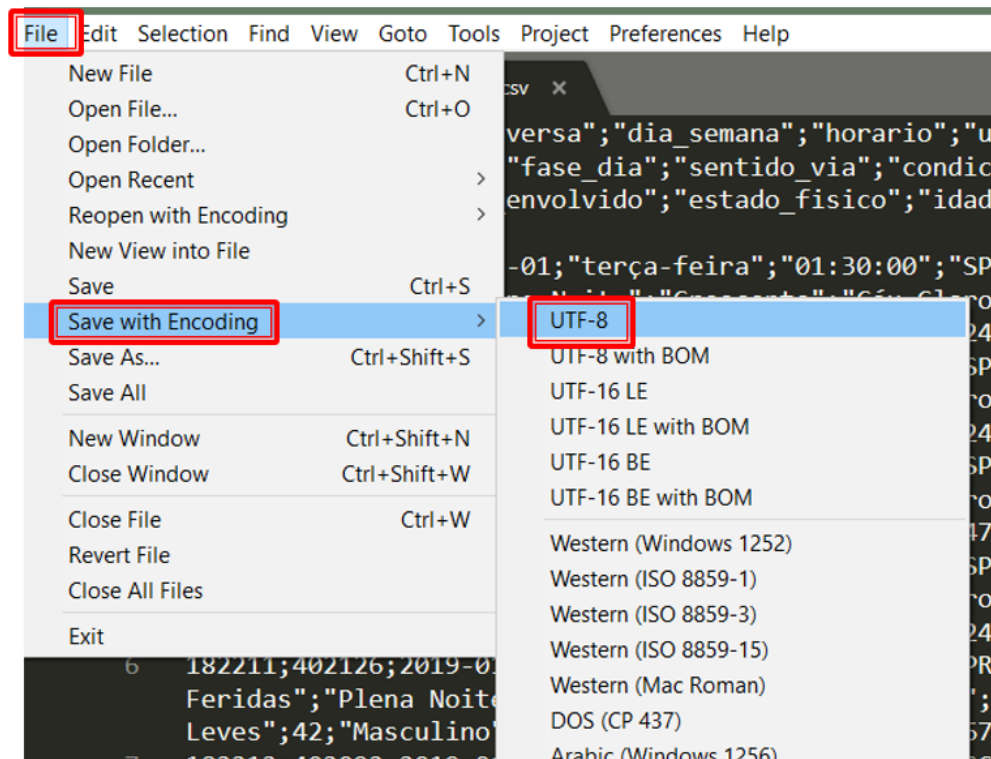 File Edit Selection Find View Goto Tools Project Preferences Help
New File Ctrl+N
Open File... Ctrl+O
Open Folder...
Open Recent
Reopen with Encoding
New View into File
Save Ctrl+S
Save with Encoding
Save As... Ctrl+Shift+S
Save All
New Window Ctrl+Shift+N
Close Window Ctrl+Shift+W
Close File Ctrl+W
Revert File
Close All Files
Exit
UTF-8
UTF-8 with BOM
UTF-16 LE
UTF-16 LE with BOM
UTF-16 BE
UTF-16 BE with BOM
Western (Windows 1252)
Western (ISO 8859-1)
Western (ISO 8859-3)
Western (ISO 8859-15)
Western (Mac Roman)
DOS (CP 437)
Arabic (Windows 1256)
csv ×
versa";"dia_semana";"horario";"u
"fase_dia";"sentido_via";"condic
envolvido";"estado_fisico";"idad
-01;"terça-feira";"01:30:00";"SP
6 182211;402126;2019-01
Feridas";"Plena Noite
Leves";42;"Masculino"